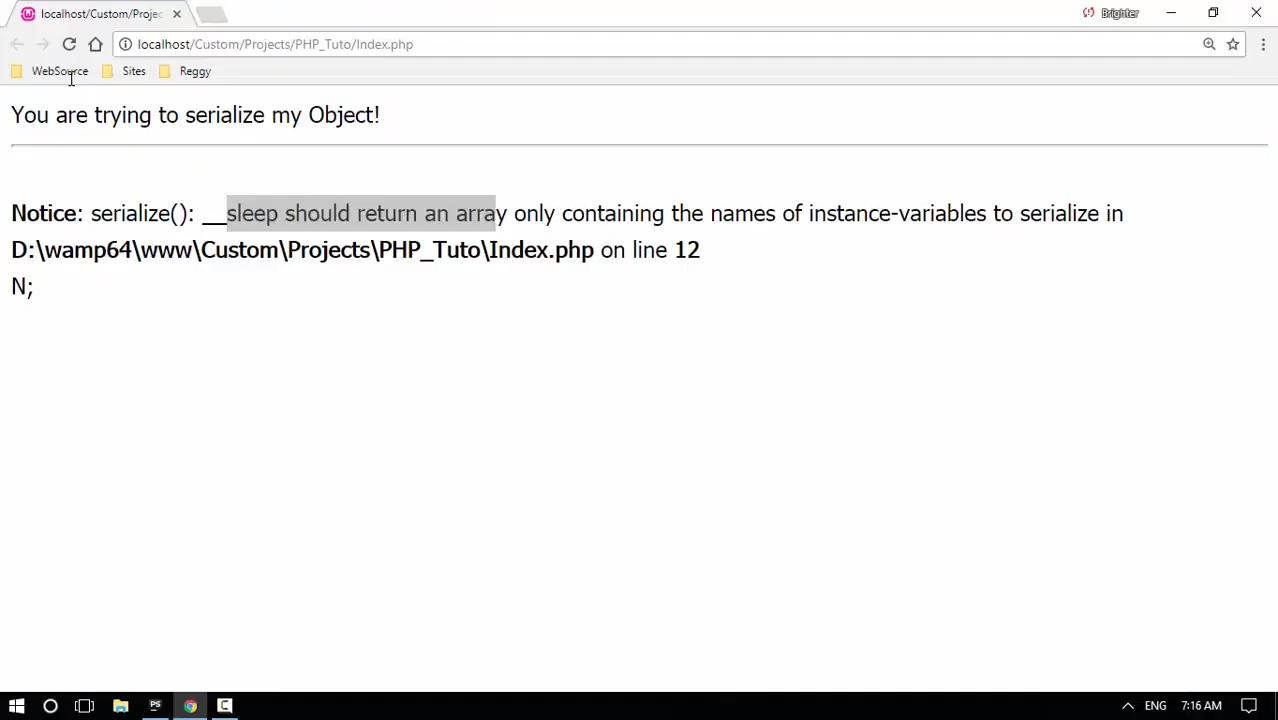 localhost/Custom/Projec
Brighter
localhost/Custom/Projects/PHP_Tuto/Index.php
WebSource Sites Reggy
You are trying to serialize my Object!
Notice: serialize(): __sleep should return an array only containing the names of instance-variables to serialize in
D:\wamp64\www\Custom\Projects\PHP_Tuto\Index.php on line 12
N;
PS
ENG 7:16 AM